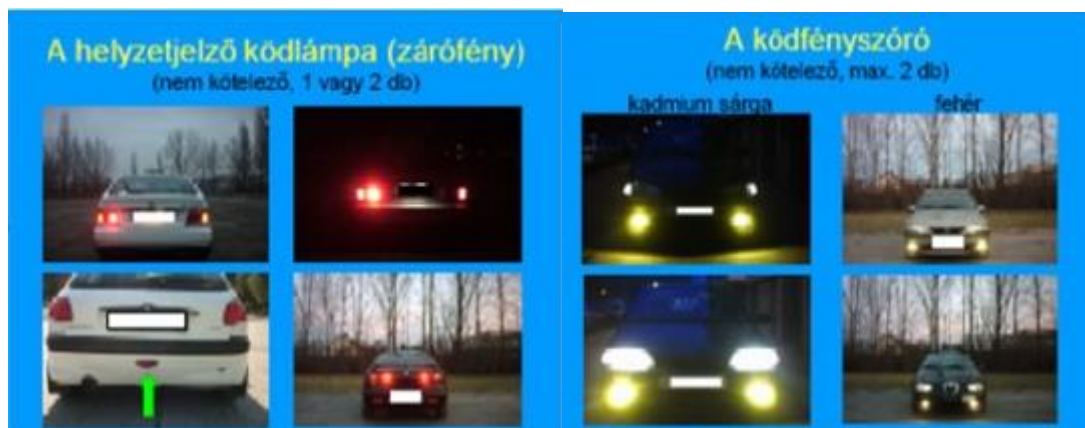 A helyzetjelző ködlámpa (zárófény)
(nem kötelező, 1 vagy 2 db)
A ködfényszóró
(nem kötelező, max. 2 db)
kadmium sárga
fehér